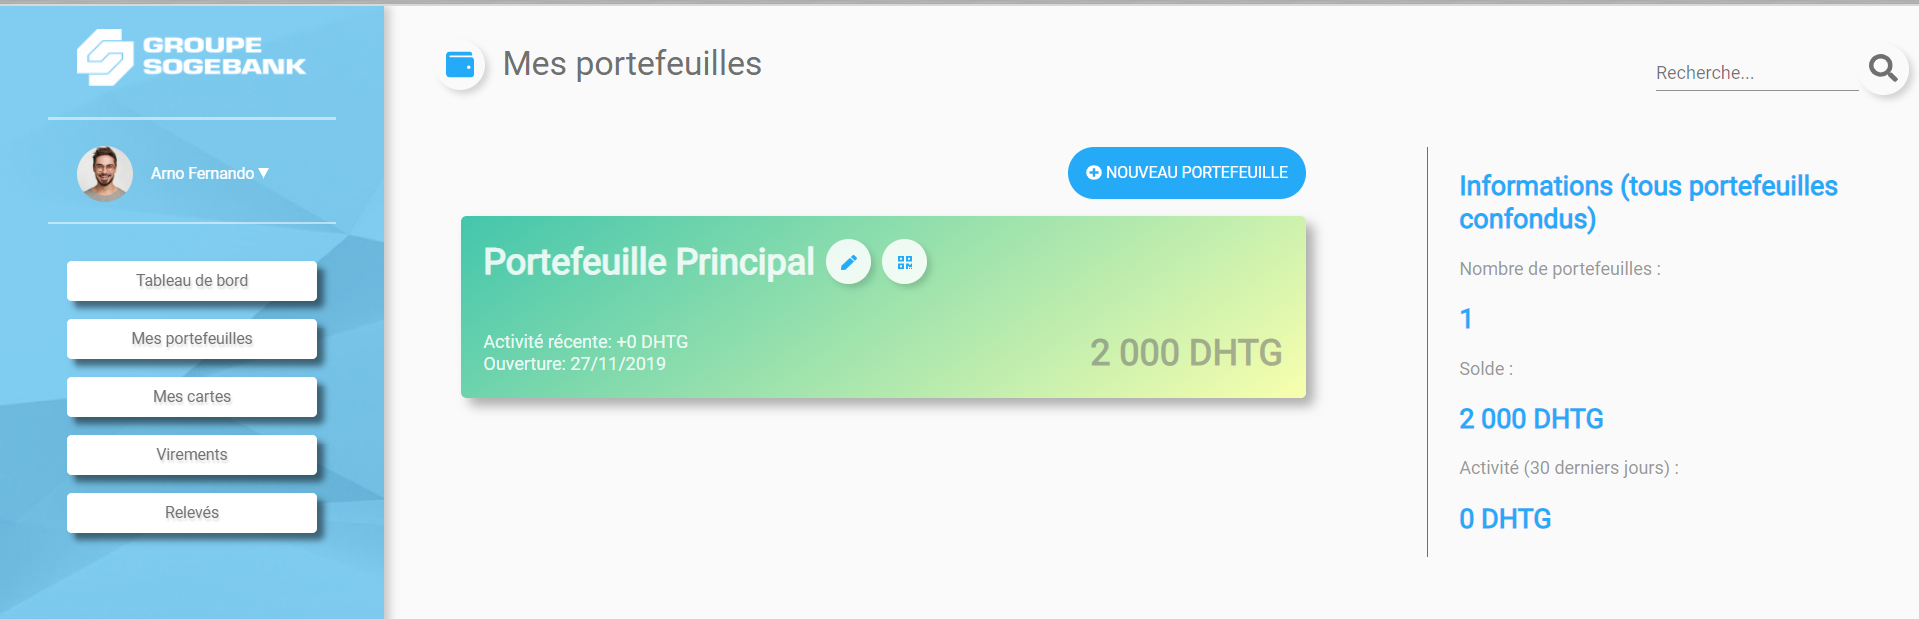 GROUPE
SOGEBANK
Arno Fernando ▼
Tableau de bord
Mes portefeuilles
Mes cartes
Virements
Relevés
Mes portefeuilles
Recherche...
NOUVEAU PORTEFEUILLE
Portefeuille Principal
Activité récente: +0 DHTG
Ouverture: 27/11/2019
2 000 DHTG
Informations (tous portefeuilles
confondus)
Nombre de portefeuilles :
1
Solde :
2 000 DHTG
Activité (30 derniers jours) :
0 DHTG